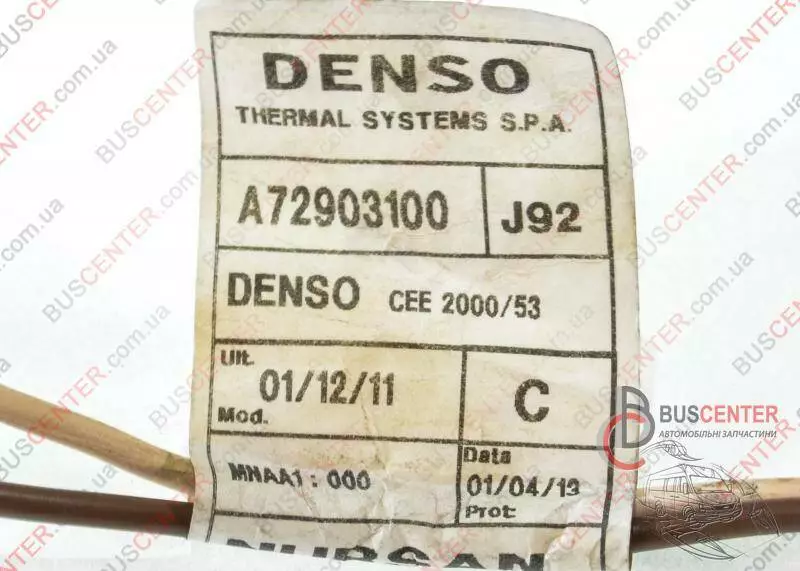 DENSO
THERMAL SYSTEMS S.P.A.
A72903100 J92
DENSO CEE 2000/53
Ult.
01/12/11 C
Mod.
MNAA1: 000
Data
01/04/13
Prot:
NURSAN
BUSCENTER
АВТОМОБІЛЬНІ ЗАПЧАСТИНИ
BUSCENTER.com.ua